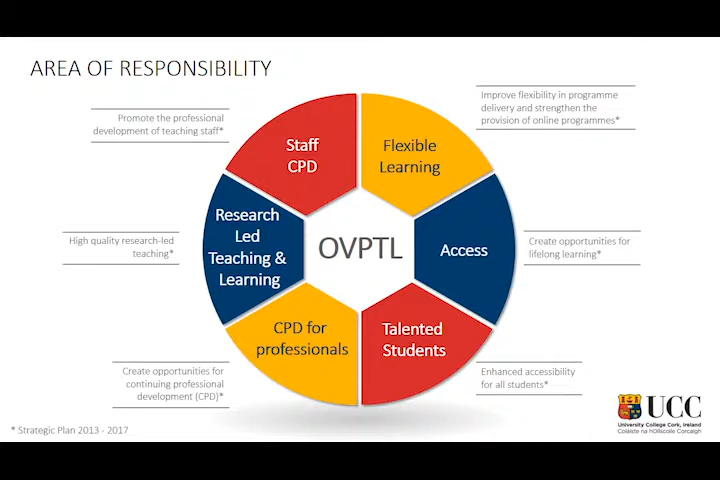 AREA OF RESPONSIBILITY
Promote the professional
development of teaching staff*
Improve flexibility in programme
delivery and strengthen the
provision of online programmes*
Staff
CPD
Flexible
Learning
High quality research-led
teaching*
Research
Led
Teaching &
Learning
OVPTL
Access
Create opportunities for
lifelong learning*
CPD for
professionals
Talented
Students
Create opportunities for
continuing professional
development (CPD)*
Enhanced accessibility
for all students*
UCC
University College Cork, Ireland
Coláiste na hOllscoile Corcaigh
* Strategic Plan 2013 - 2017